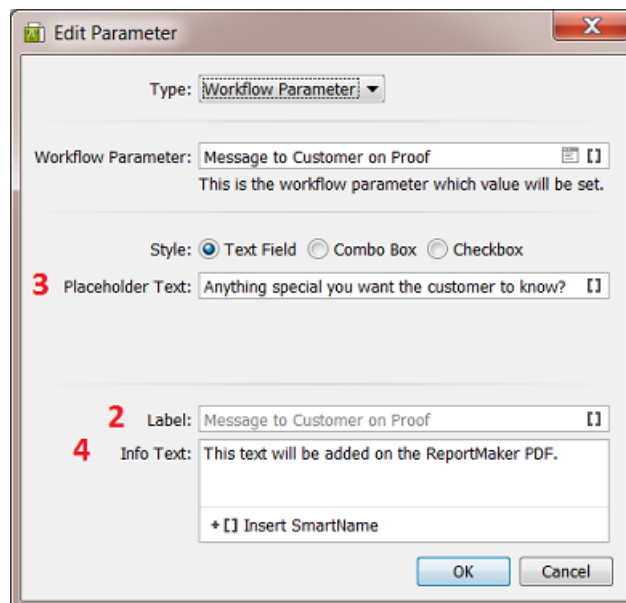 Edit Parameter
Type: Workflow Parameter
Workflow Parameter: Message to Customer on Proof []
This is the workflow parameter which value will be set.
Style: Text Field Combo Box Checkbox
3 Placeholder Text: Anything special you want the customer to know? []
2 Label: Message to Customer on Proof []
4 Info Text: This text will be added on the ReportMaker PDF.
+ [] Insert SmartName
OK Cancel